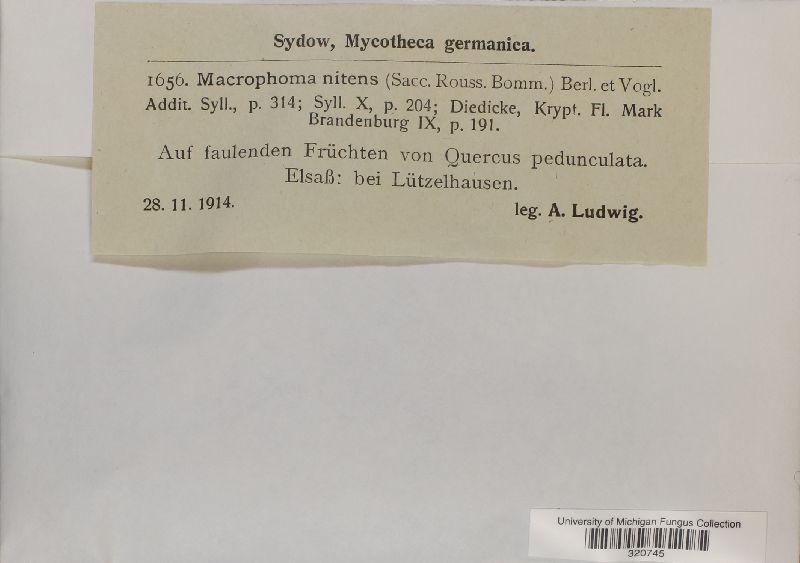 Sydow, Mycotheca germanica.
1656. Macrophoma nitens (Sacc. Rouss. Bomm.) Berl. et Vogl.
Addit. Syll., p. 314; Syll. X, p. 204; Diedicke, Krypt. Fl. Mark
Brandenburg IX, p. 191.
Auf faulenden Früchten von Quercus pedunculata.
Elsaß: bei Lützelhausen.
28. 11. 1914.
leg. A. Ludwig.
University of Michigan Fungus Collection
320745